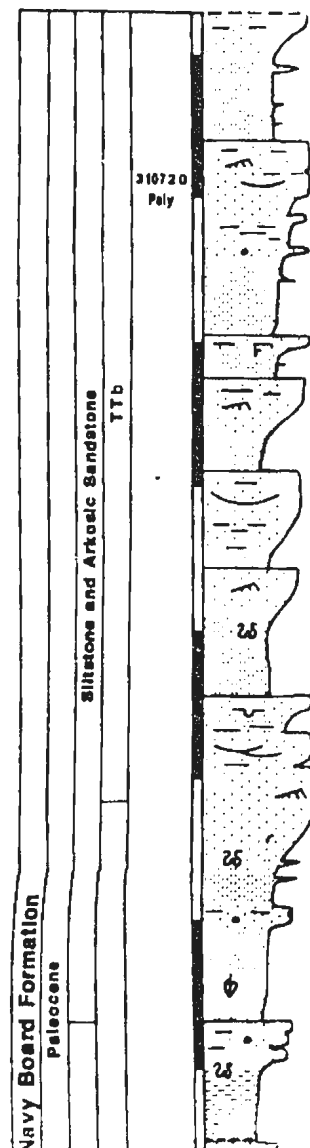 310720
Paly
TTb
Siltstone and Arkosic Sandstone
Paleocene
Navy Board Formation